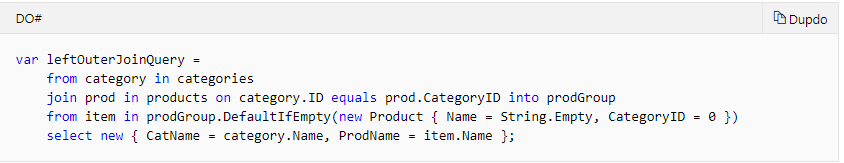 DO#
Dupdo
var leftOuterJoinQuery =
    from category in categories
    join prod in products on category.ID equals prod.CategoryID into prodGroup
    from item in prodGroup.DefaultIfEmpty(new Product { Name = String.Empty, CategoryID = 0 })
    select new { CatName = category.Name, ProdName = item.Name };